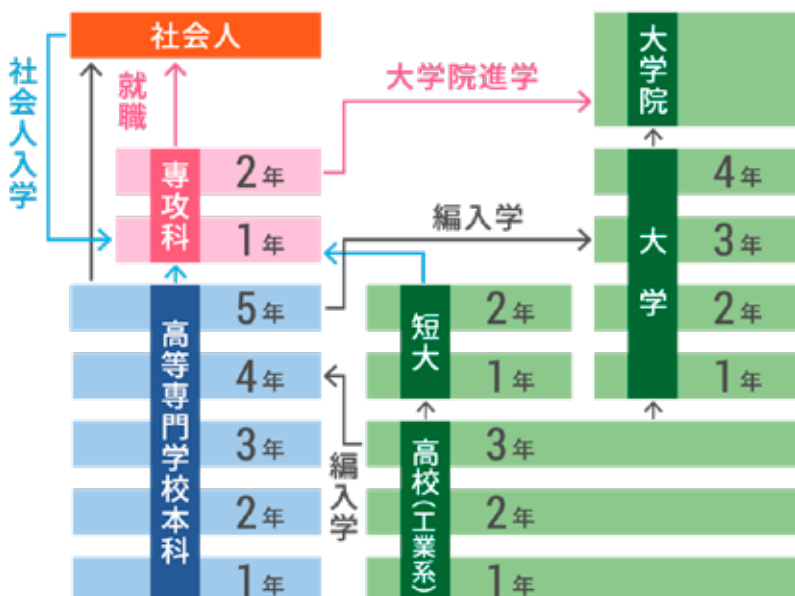 社会人
大学院
社会人入学
就職
大学院進学
専攻科
2年
1年
編入学
大学
4年
3年
2年
1年
高等専門学校本科
5年
4年
3年
2年
1年
短大
2年
1年
編入学
高校(工業系)
3年
2年
1年